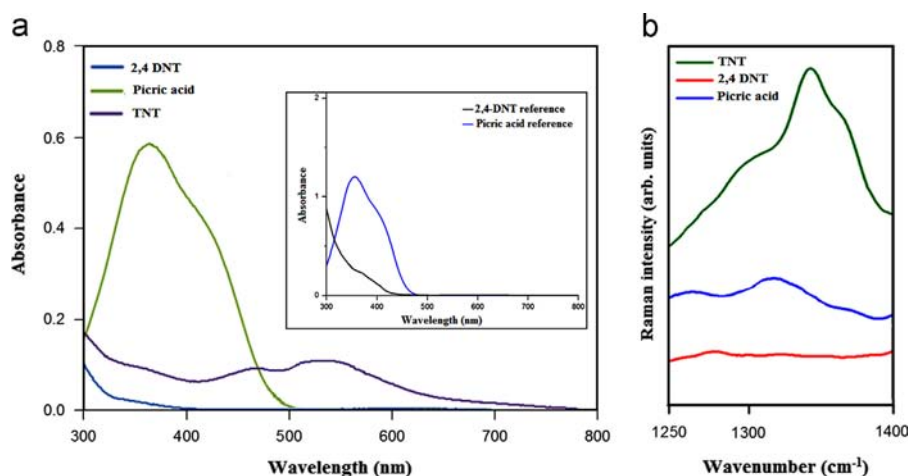 a
0.8
0.6
0.4
0.2
0.0
Absorbance
2,4 DNT
Picric acid
TNT
300 400 500 600 700 800
Wavelength (nm)
2
1
0
Absorbance
2,4-DNT reference
Picric acid reference
300 400 500 600 700 800
Wavelength (nm)
b
TNT
2,4 DNT
Picric acid
Raman intensity (arb. units)
1250 1300 1400
Wavenumber (cm-1)